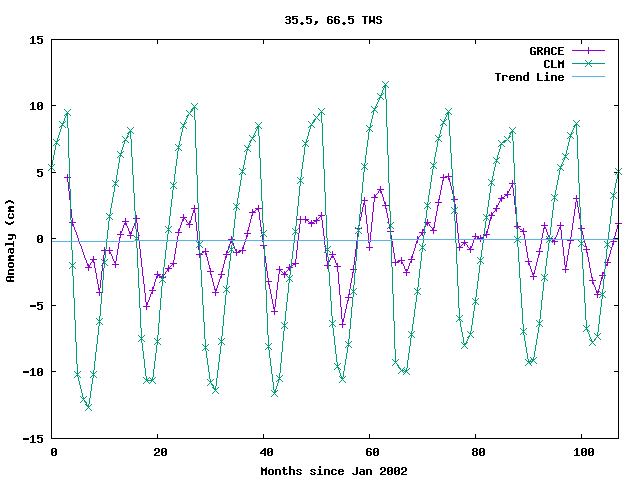 35.5, 66.5 TWS
GRACE
CLM
Trend Line
Anomaly (cm)
15
10
5
0
-5
-10
-15
0 20 40 60 80 100
Months since Jan 2002